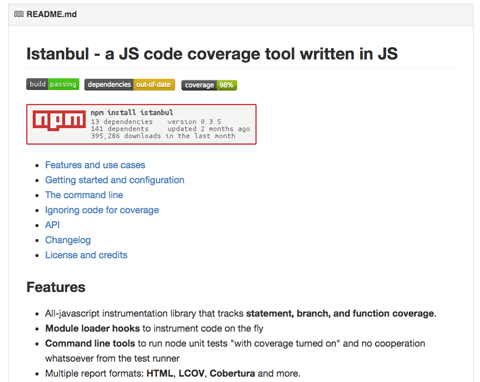 README.md
Istanbul - a JS code coverage tool written in JS
build passing dependencies out-of-date coverage 98%
npm npm install istanbul
13 dependencies version 0 3 5
141 dependents updated 2 months ago
395,286 downloads in the last month
Features and use cases
Getting started and configuration
The command line
Ignoring code for coverage
API
Changelog
License and credits
Features
All-javascript instrumentation library that tracks statement, branch, and function coverage.
Module loader hooks to instrument code on the fly
Command line tools to run node unit tests "with coverage turned on" and no cooperation
whatsoever from the test runner
Multiple report formats: HTML, LCOV, Cobertura and more.